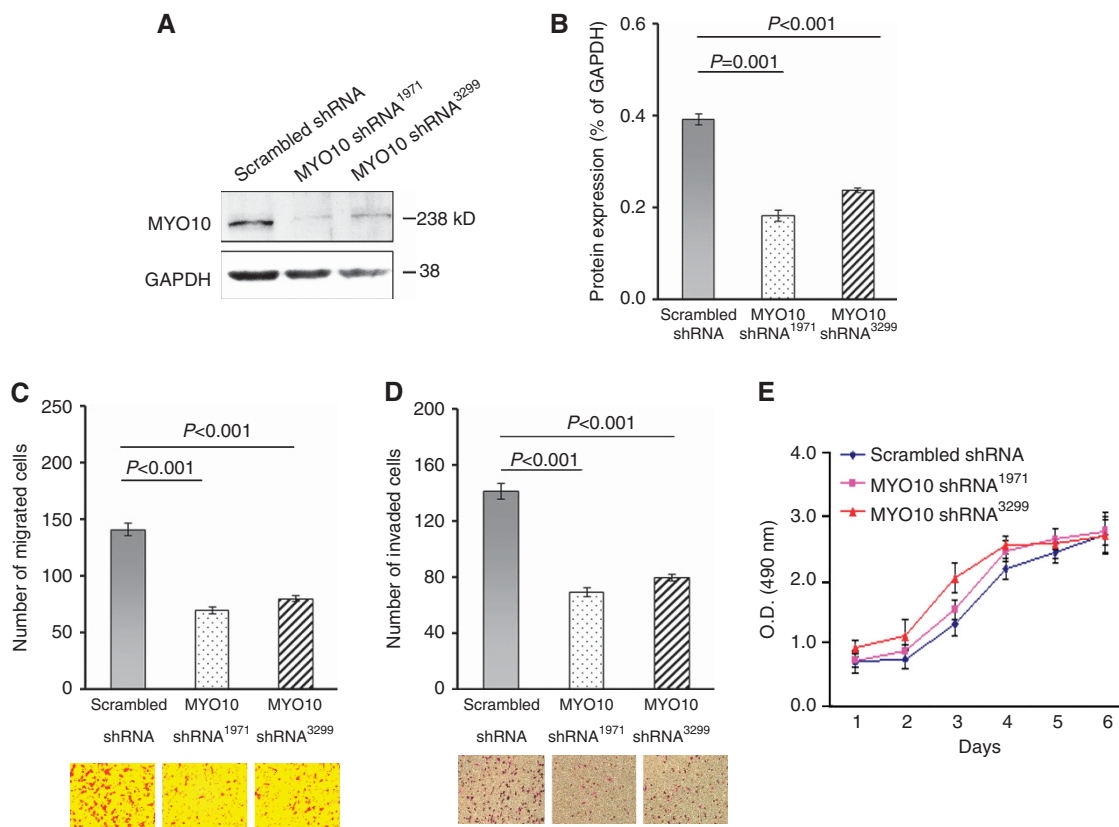 A
Scrambled shRNA
MYO10 shRNA1971
MYO10 shRNA3299
MYO10
238 kD
GAPDH
38
B
Protein expression (% of GAPDH)
0.6
0.4
0.2
0.0
P<0.001
P=0.001
Scrambled MYO10 MYO10
shRNA shRNA1971 shRNA3299
C
Number of migrated cells
250
200
150
100
50
0
P<0.001
P<0.001
Scrambled MYO10 MYO10
shRNA shRNA1971 shRNA3299
D
Number of invaded cells
200
160
120
80
40
0
P<0.001
P<0.001
Scrambled MYO10 MYO10
shRNA shRNA1971 shRNA3299
E
O.D. (490 nm)
4.0
3.0
2.0
1.0
0.0
Scrambled shRNA
MYO10 shRNA1971
MYO10 shRNA3299
1 2 3 4 5 6
Days